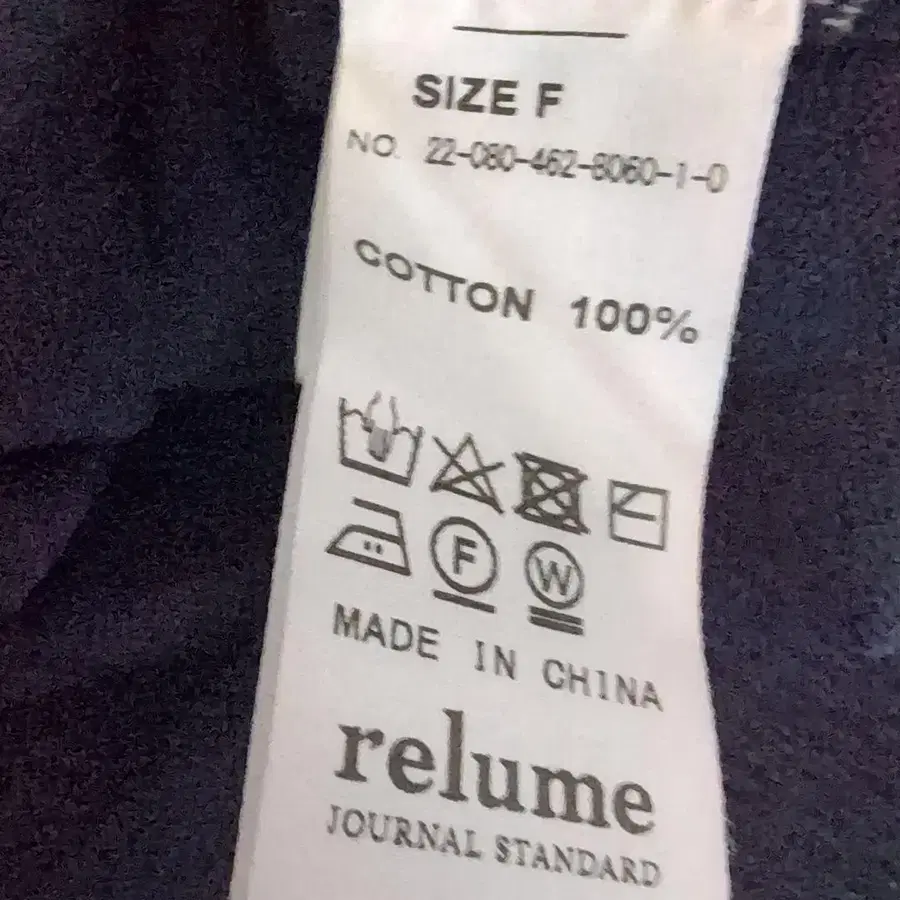 SIZE F
NO. 22-080-462-8060-1-0
COTTON 100%
F
W
MADE IN CHINA
relume
JOURNAL STANDARD